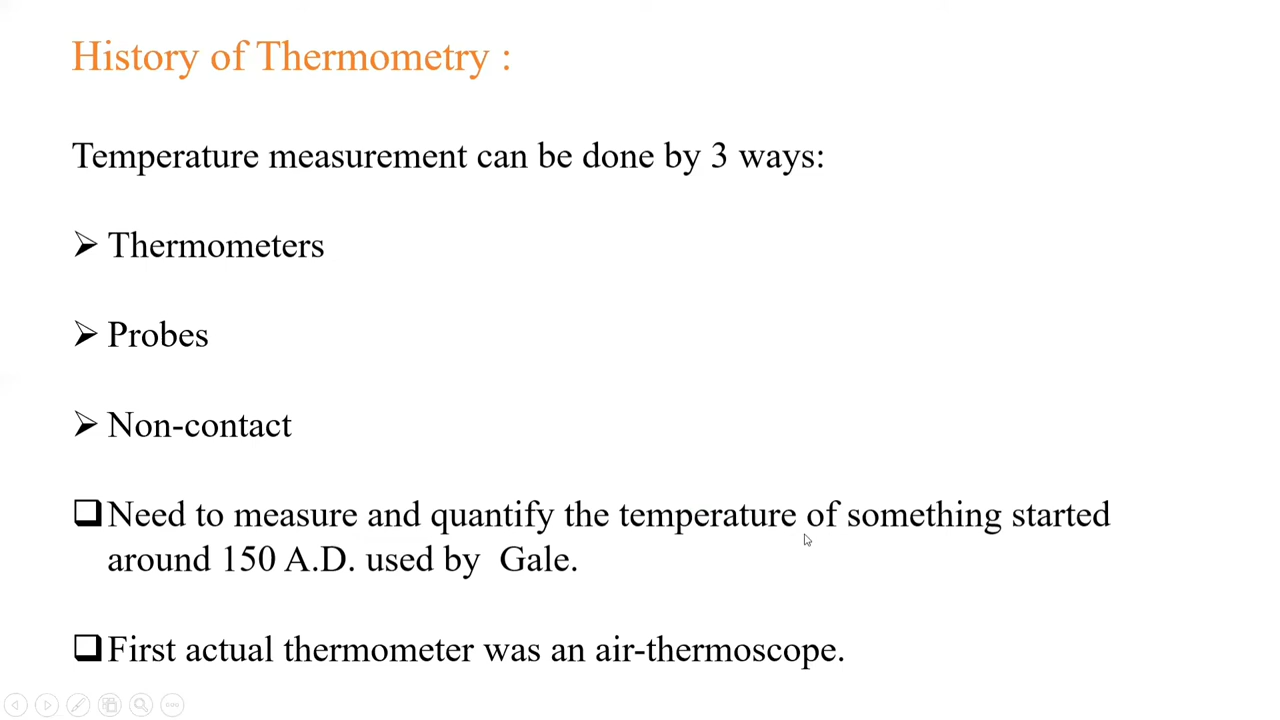 History of Thermometry :
Temperature measurement can be done by 3 ways:
➢ Thermometers
➢ Probes
➢ Non-contact
❑ Need to measure and quantify the temperature of something started
around 150 A.D. used by  Gale.
❑ First actual thermometer was an air-thermoscope.